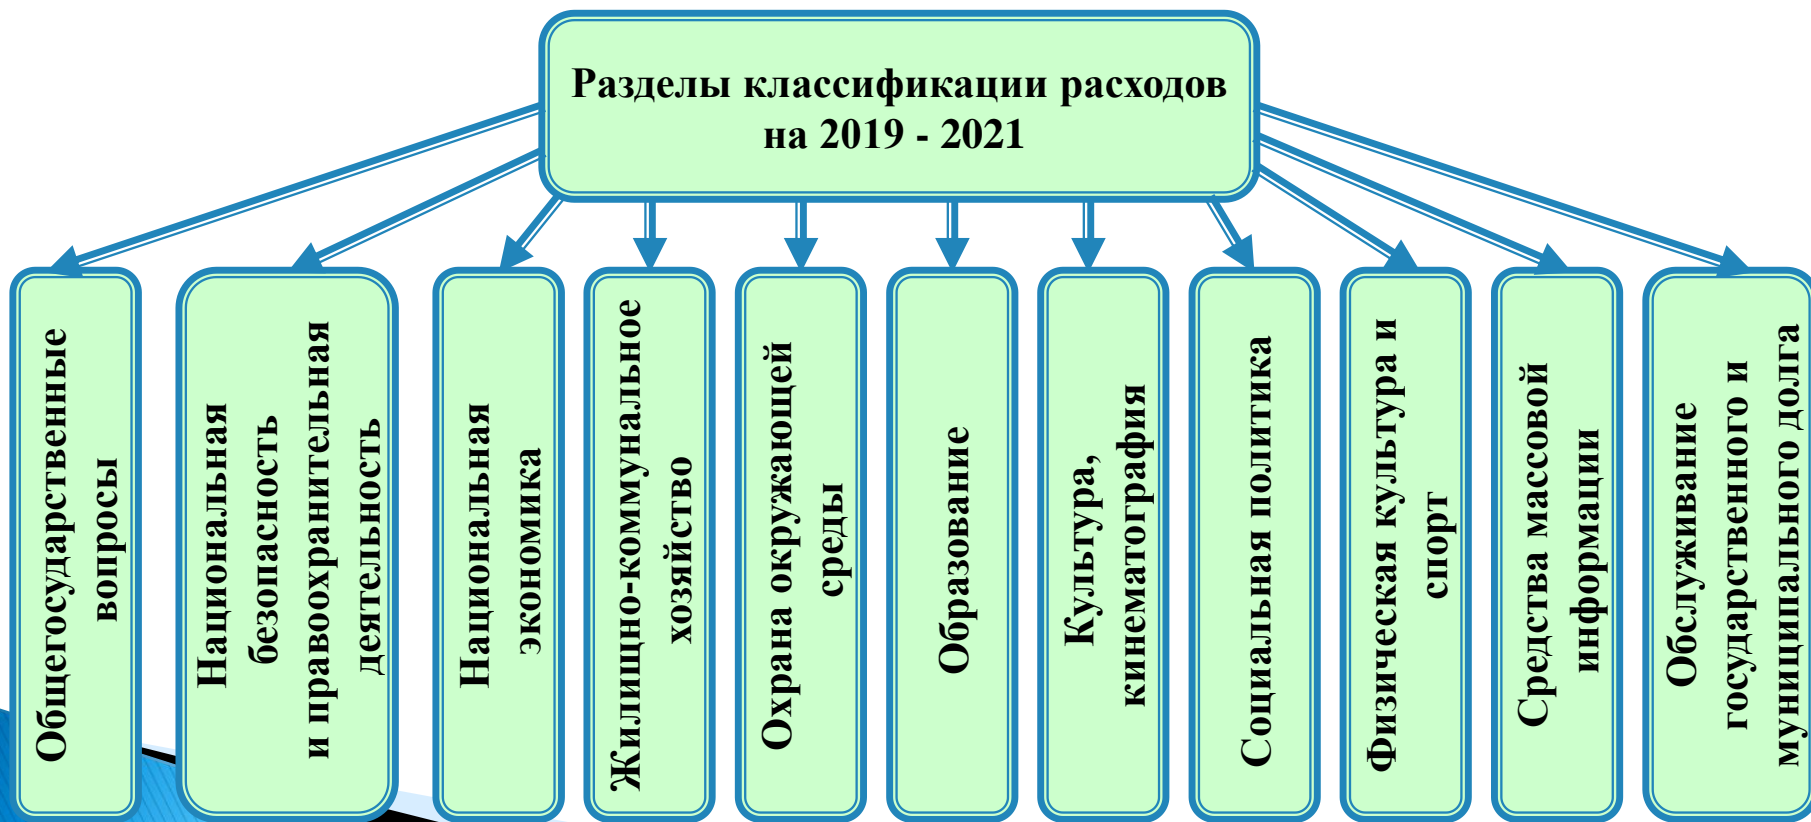 Разделы классификации расходов
на 2019 - 2021
Общегосударственные
вопросы
Национальная
безопасность
и правоохранительная
деятельность
Национальная
экономика
Жилищно-коммунальное
хозяйство
Охрана окружающей
среды
Образование
Культура,
кинематография
Социальная политика
Физическая культура и
спорт
Средства массовой
информации
Обслуживание
государственного и
муниципального долга